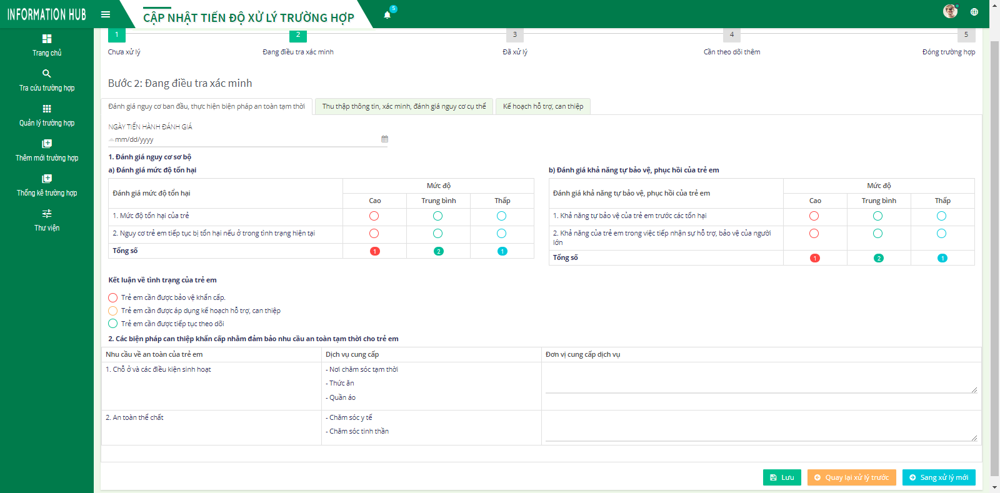 INFORMATION HUB
CẬP NHẬT TIẾN ĐỘ XỬ LÝ TRƯỜNG HỢP
5
Trang chủ
Tra cứu trường hợp
Quản lý trường hợp
Thêm mới trường hợp
Thống kê trường hợp
Thư viện
1
2
3
4
5
Chưa xử lý
Đang điều tra xác minh
Đã xử lý
Cần theo dõi thêm
Đóng trường hợp
Bước 2: Đang điều tra xác minh
Đánh giá nguy cơ ban đầu, thực hiện biện pháp an toàn tạm thời
Thu thập thông tin, xác minh, đánh giá nguy cơ cụ thể
Kế hoạch hỗ trợ, can thiệp
NGÀY TIẾN HÀNH ĐÁNH GIÁ
mm/dd/yyyy
1. Đánh giá nguy cơ sơ bộ
a) Đánh giá mức độ tổn hại
Đánh giá mức độ tổn hại
Mức độ
Cao
Trung bình
Thấp
1. Mức độ tổn hại của trẻ
2. Nguy cơ trẻ em tiếp tục bị tổn hại nếu ở trong tình trạng hiện tại
Tổng số
1
2
1
b) Đánh giá khả năng tự bảo vệ, phục hồi của trẻ em
Đánh giá khả năng tự bảo vệ, phục hồi của trẻ em
Mức độ
Cao
Trung bình
Thấp
1. Khả năng tự bảo vệ của trẻ em trước các tổn hại
2. Khả năng của trẻ em trong việc tiếp nhận sự hỗ trợ, bảo vệ của người
lớn
Tổng số
1
2
1
Kết luận về tình trạng của trẻ em
Trẻ em cần được bảo vệ khẩn cấp.
Trẻ em cần được áp dụng kế hoạch hỗ trợ, can thiệp
Trẻ em cần được tiếp tục theo dõi
2. Các biện pháp can thiệp khẩn cấp nhằm đảm bảo nhu cầu an toàn tạm thời cho trẻ em
Nhu cầu về an toàn của trẻ em
Dịch vụ cung cấp
Đơn vị cung cấp dịch vụ
1. Chỗ ở và các điều kiện sinh hoạt
- Nơi chăm sóc tạm thời
- Thức ăn
- Quần áo
2. An toàn thể chất
- Chăm sóc y tế
- Chăm sóc tinh thần
Lưu
Quay lại xử lý trước
Sang xử lý mới